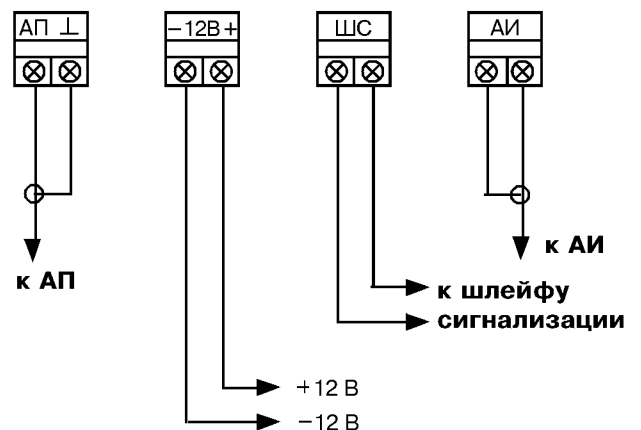 АП ⊥
−12В+
ШС
АИ
к АП
к АИ
к шлейфу
сигнализации
+12 В
−12 В